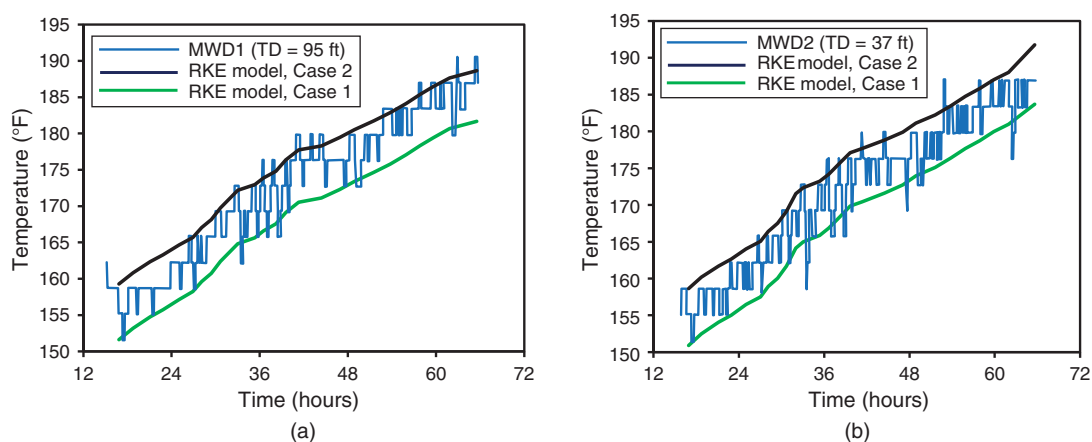 195
190
185
180
175
170
165
160
155
150
Temperature (°F)
MWD1 (TD = 95 ft)
RKE model, Case 2
RKE model, Case 1
12 24 36 48 60 72
Time (hours)
(a)
195
190
185
180
175
170
165
160
155
150
Temperature (°F)
MWD2 (TD = 37 ft)
RKE model, Case 2
RKE model, Case 1
12 24 36 48 60 72
Time (hours)
(b)